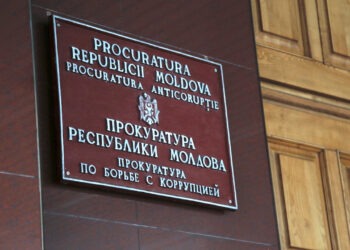 PROCURATURA
REPUBLICII MOLDOVA
PROCURATURA ANTICORUPŢIE
ПРОКУРАТУРА
РЕСПУБЛИКИ МОЛДОВА
ПРОКУРАТУРА
ПО БОРЬБЕ С КОРРУПЦИЕЙ